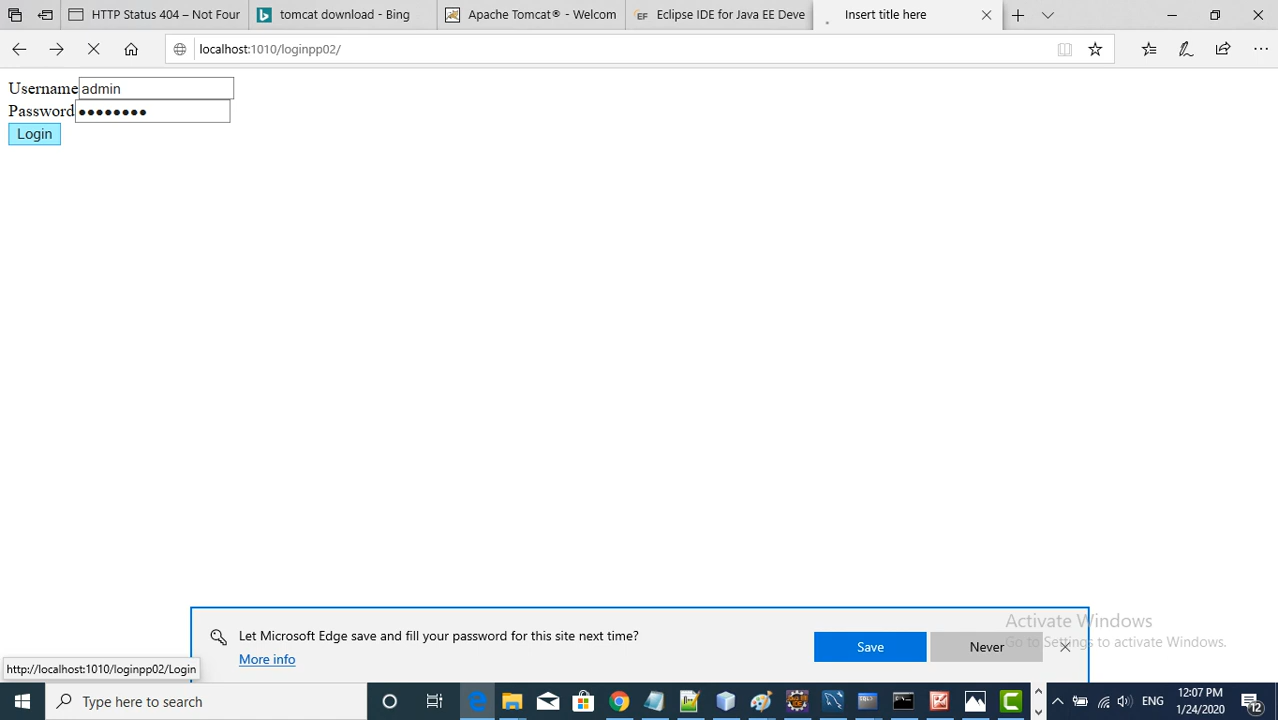 HTTP Status 404 – Not Four
tomcat download - Bing
Apache Tomcat® - Welcom
Eclipse IDE for Java EE Deve
Insert title here
localhost:1010/loginpp02/
Username admin
Password ••••••••
Login
Let Microsoft Edge save and fill your password for this site next time?
More info
Save
Never
Activate Windows
Go to Settings to activate Windows.
http://localhost:1010/loginpp02/Login
Type here to search
ENG
12:07 PM
1/24/2020
12